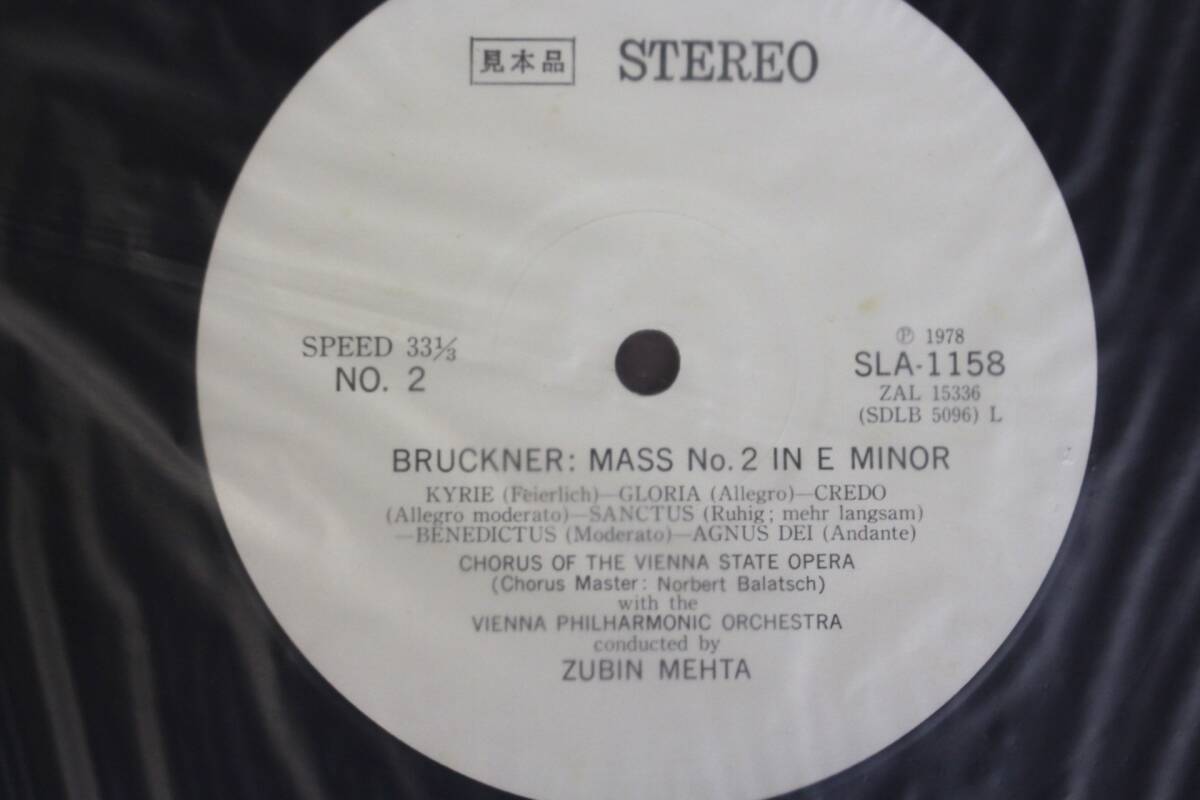 見本品 STEREO
SPEED 33⅓
NO. 2
Ⓟ 1978
SLA-1158
ZAL 15336
(SDLB 5096) L
BRUCKNER: MASS No. 2 IN E MINOR
KYRIE (Feierlich)—GLORIA (Allegro)—CREDO
(Allegro moderato)—SANCTUS (Ruhig; mehr langsam)
—BENEDICTUS (Moderato)—AGNUS DEI (Andante)
CHORUS OF THE VIENNA STATE OPERA
(Chorus Master: Norbert Balatsch)
with the
VIENNA PHILHARMONIC ORCHESTRA
conducted by
ZUBIN MEHTA